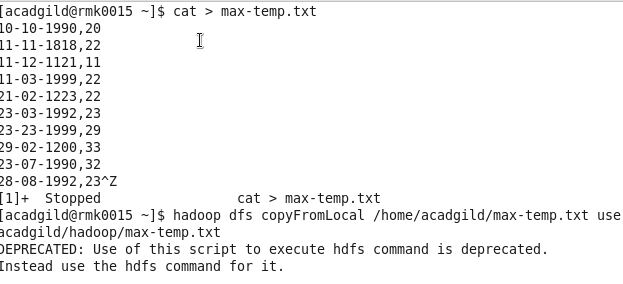 [acadgild@rmk0015 ~]$ cat > max-temp.txt
10-10-1990,20
11-11-1818,22
11-12-1121,11
11-03-1999,22
21-02-1223,22
23-03-1992,23
23-23-1999,29
29-02-1200,33
23-07-1990,32
28-08-1992,23^Z
[1]+  Stopped                 cat > max-temp.txt
[acadgild@rmk0015 ~]$ hadoop dfs copyFromLocal /home/acadgild/max-temp.txt use
acadgild/hadoop/max-temp.txt
DEPRECATED: Use of this script to execute hdfs command is deprecated.
Instead use the hdfs command for it.